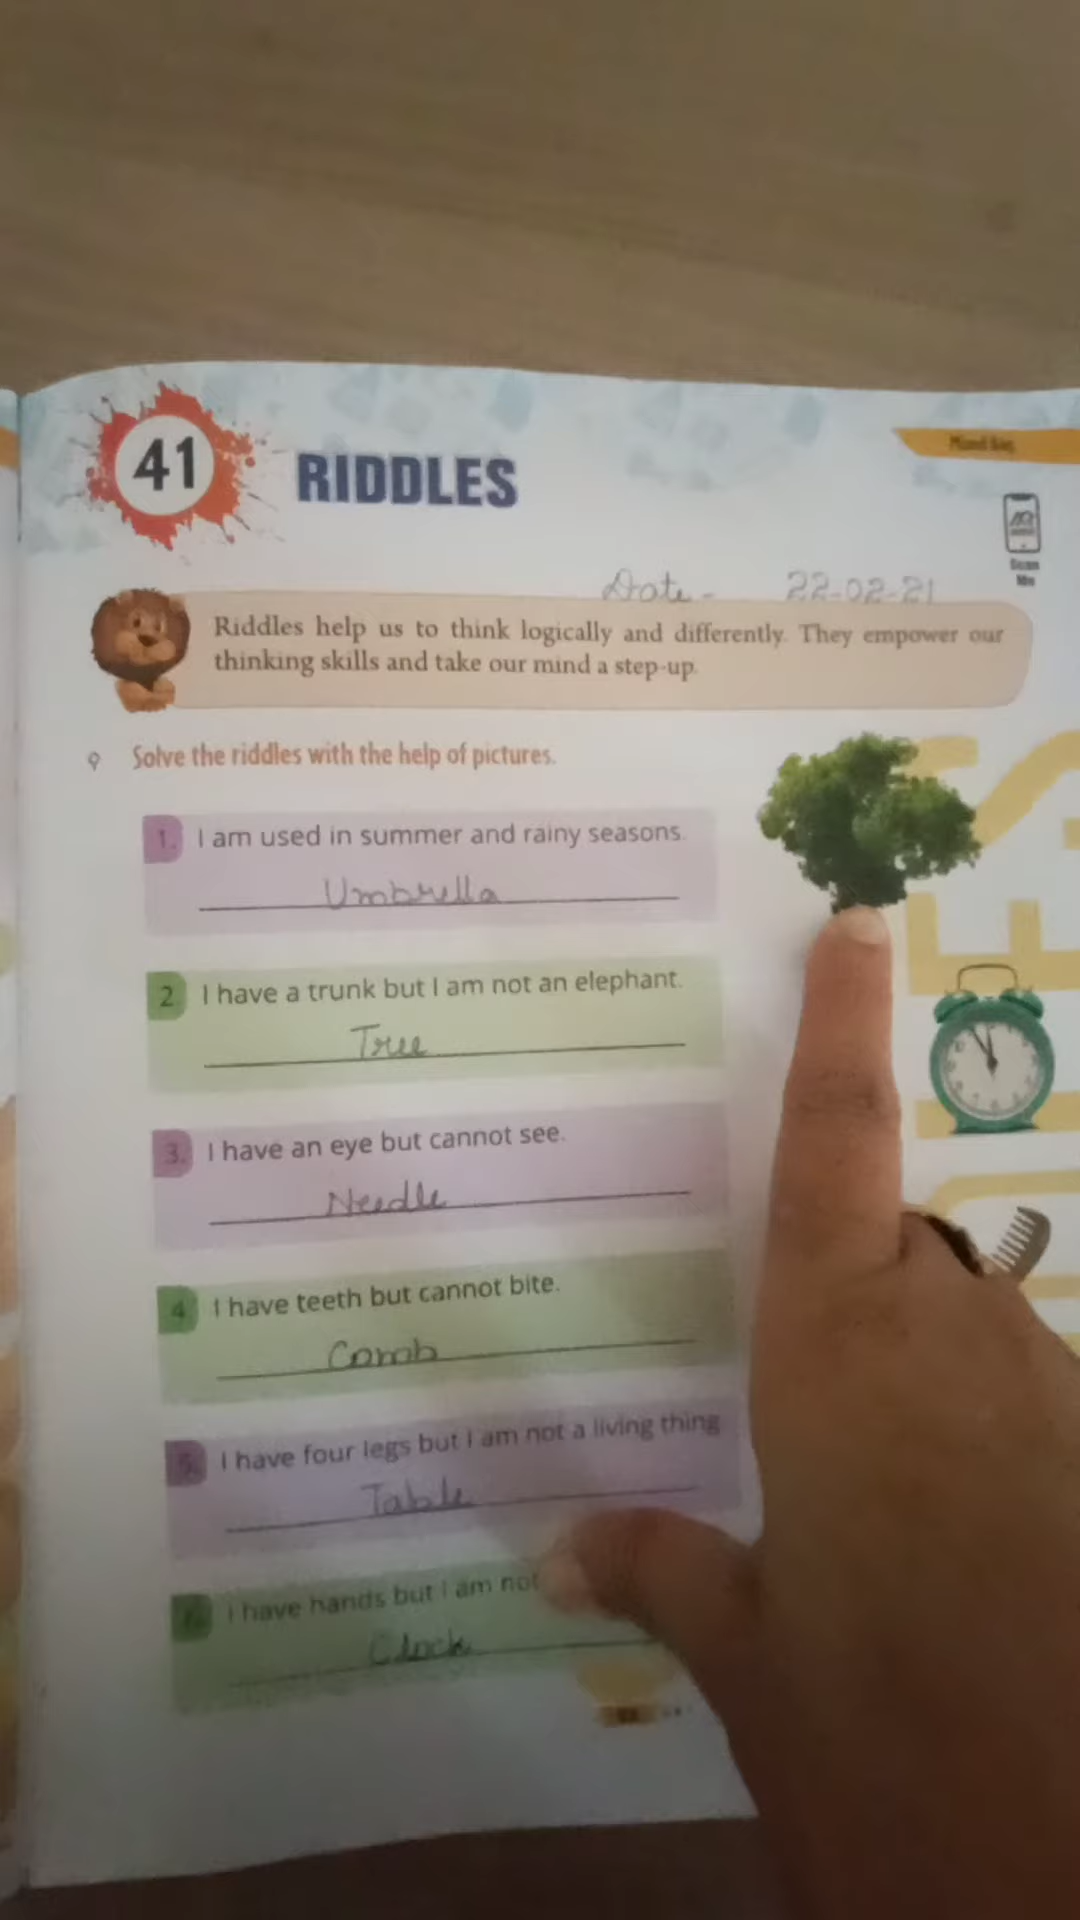 41
RIDDLES
Date - 22-02-21
Riddles help us to think logically and differently. They empower our
thinking skills and take our mind a step-up.
Solve the riddles with the help of pictures.
1. I am used in summer and rainy seasons.
Umbrella
2 I have a trunk but I am not an elephant.
Tree
3. I have an eye but cannot see.
Needle
4 I have teeth but cannot bite.
Comb
5. I have four legs but I am not a living thing
Table
I have hands but I am not
Clock
Scan
Me